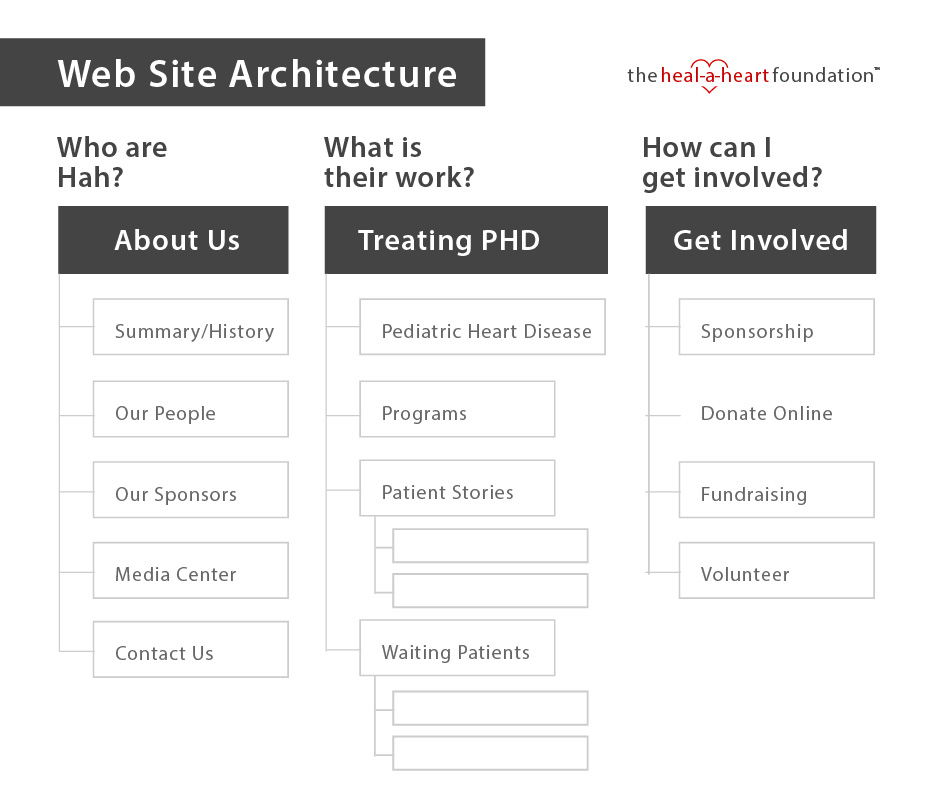 Web Site Architecture
the heal-a-heart foundation™
Who are
Hah?
About Us
Summary/History
Our People
Our Sponsors
Media Center
Contact Us
What is
their work?
Treating PHD
Pediatric Heart Disease
Programs
Patient Stories
Waiting Patients
How can I
get involved?
Get Involved
Sponsorship
Donate Online
Fundraising
Volunteer